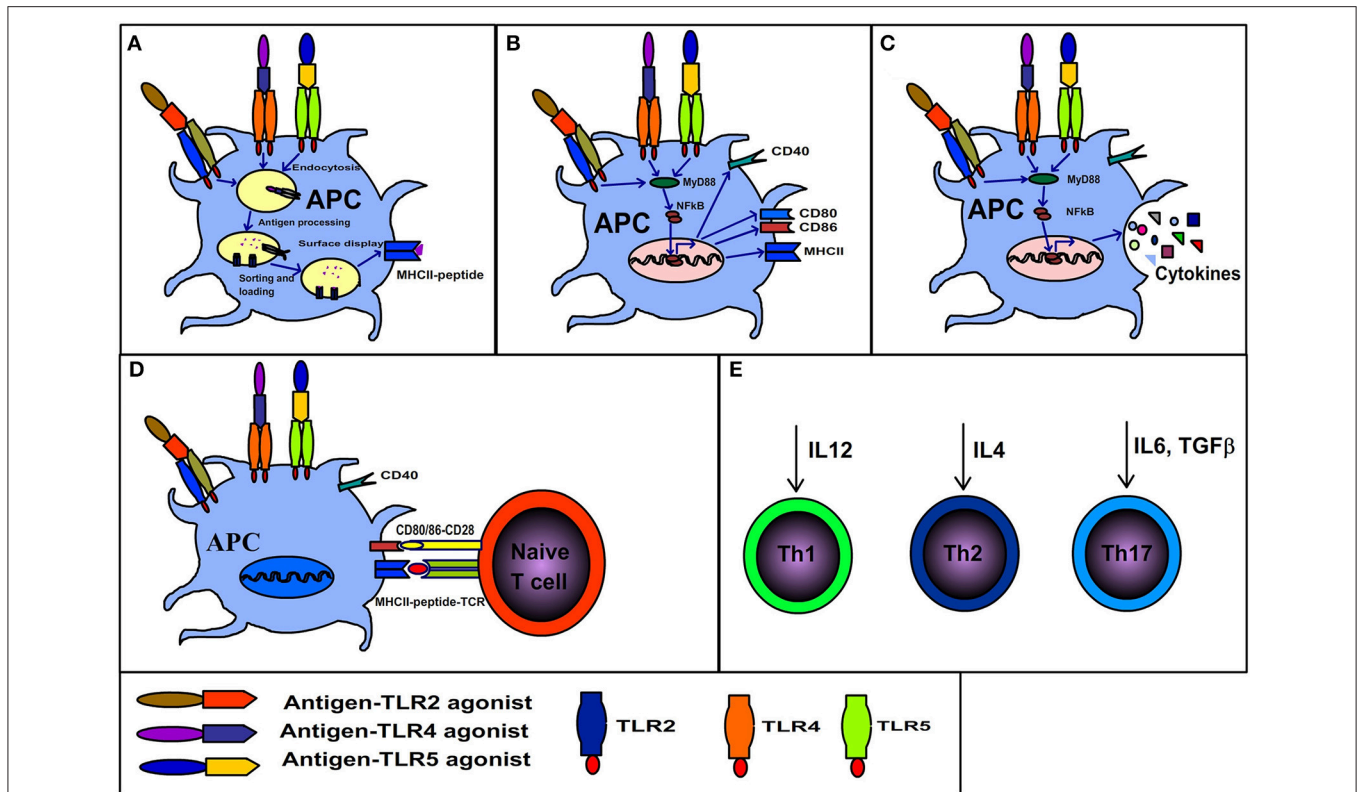 A
Endocytosis
APC
Antigen processing
Surface display
MHCII-peptide
Sorting and
loading
B
CD40
MyD88
APC
NFkB
CD80
CD86
MHCII
C
MyD88
APC
NFkB
Cytokines
D
CD40
APC
CD80/86-CD28
Naive
T cell
MHCII-peptide-TCR
E
IL12
IL4
IL6, TGFβ
Th1
Th2
Th17
Antigen-TLR2 agonist
Antigen-TLR4 agonist
Antigen-TLR5 agonist
TLR2
TLR4
TLR5